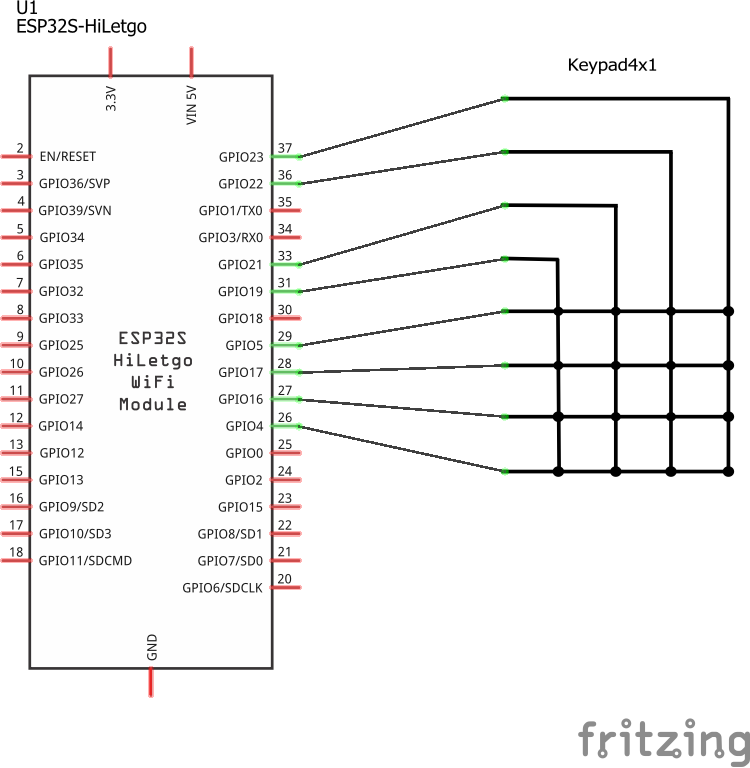 U1
ESP32S-HiLetgo
Keypad4x1
3.3V
VIN 5V
2 EN/RESET
3 GPIO36/SVP
4 GPIO39/SVN
5 GPIO34
6 GPIO35
7 GPIO32
8 GPIO33
9 GPIO25
10 GPIO26
11 GPIO27
12 GPIO14
13 GPIO12
15 GPIO13
16 GPIO9/SD2
17 GPIO10/SD3
18 GPIO11/SDCMD
ESP32S
HiLetgo
WiFi
Module
GPIO23 37
GPIO22 36
GPIO1/TX0 35
GPIO3/RX0 34
GPIO21 33
GPIO19 31
GPIO18 30
GPIO5 29
GPIO17 28
GPIO16 27
GPIO4 26
GPIO0 25
GPIO2 24
GPIO15 23
GPIO8/SD1 22
GPIO7/SD0 21
GPIO6/SDCLK 20
GND
fritzing